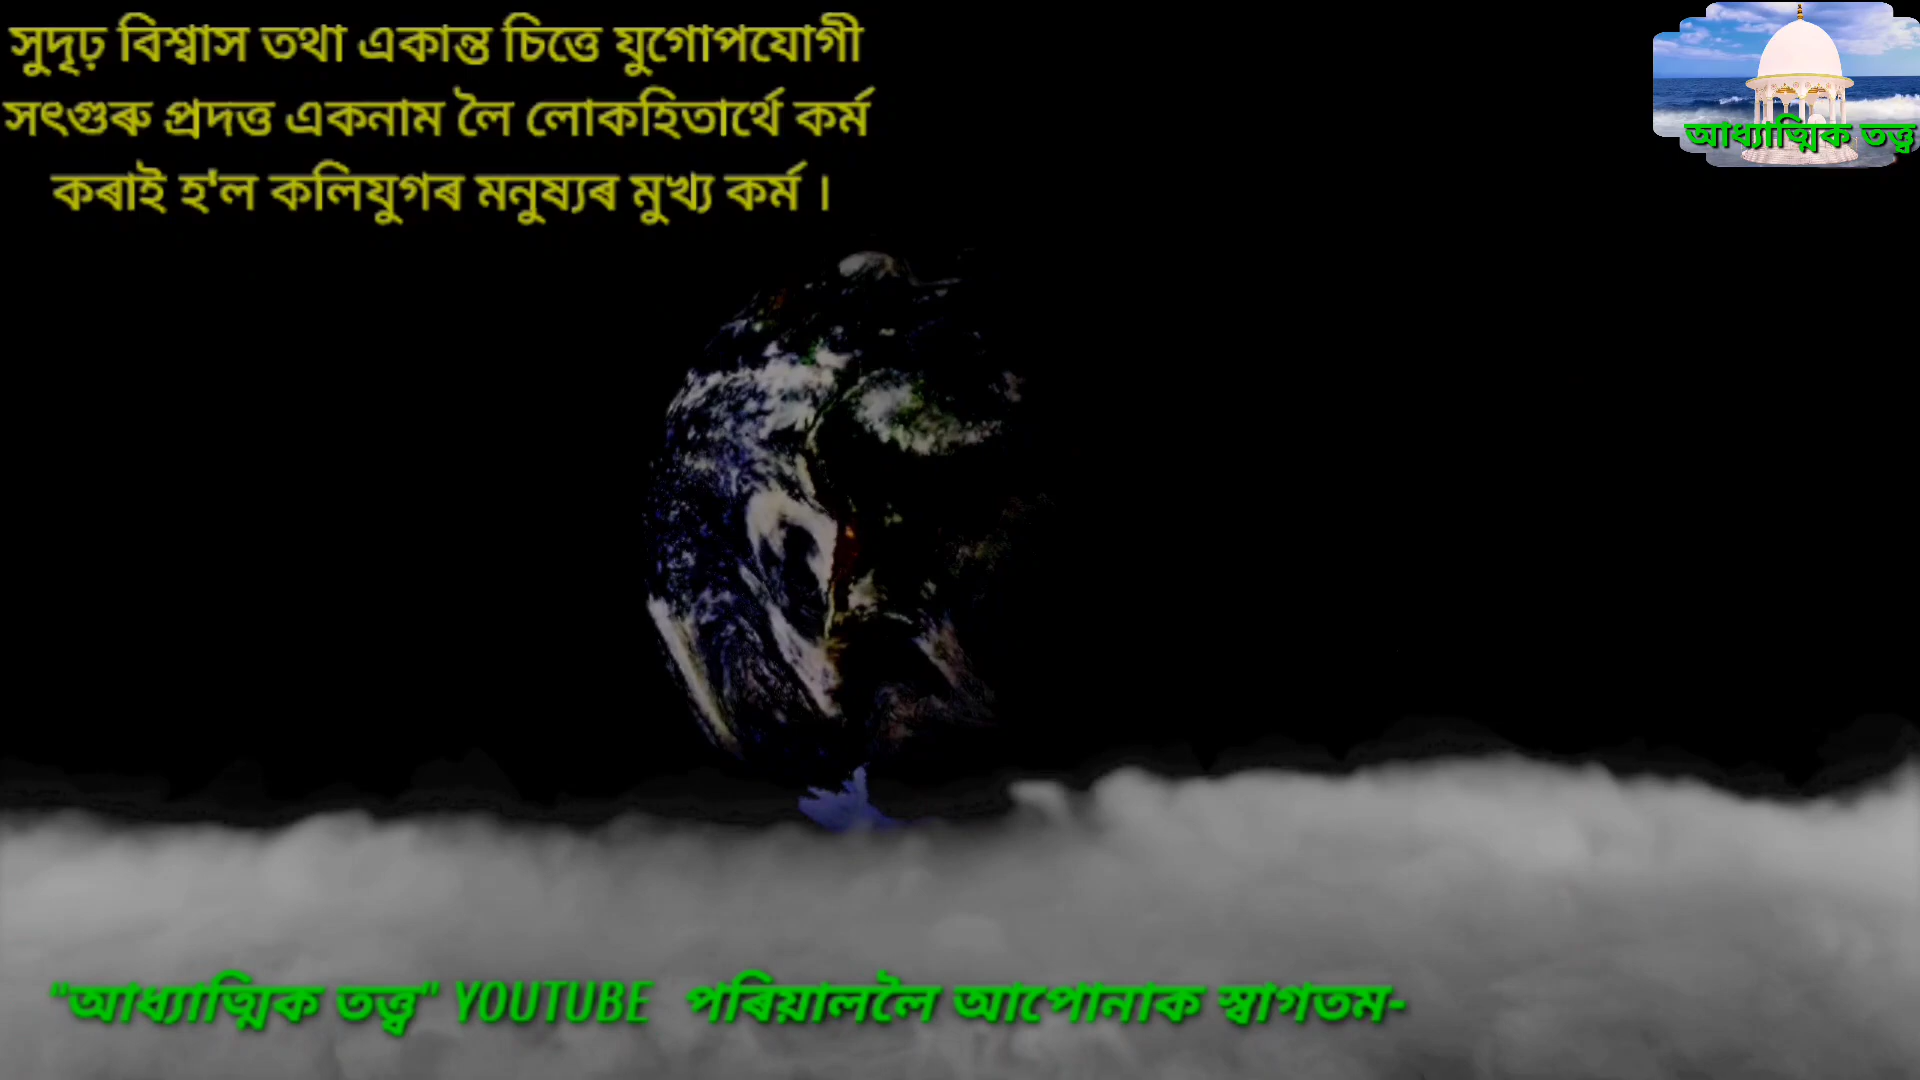 সুদৃঢ় বিশ্বাস তথা একান্ত চিত্তে যুগোপযোগী
সৎগুৰু প্ৰদত্ত একনাম লৈ লোকহিতাৰ্থে কৰ্ম
কৰাই হ'ল কলিযুগৰ মনুষ্যৰ মুখ্য কৰ্ম ।
আধ্যাত্মিক তত্ত্ব
"আধ্যাত্মিক তত্ত্ব" YOUTUBE পৰিয়াললৈ আপোনাক স্বাগতম-